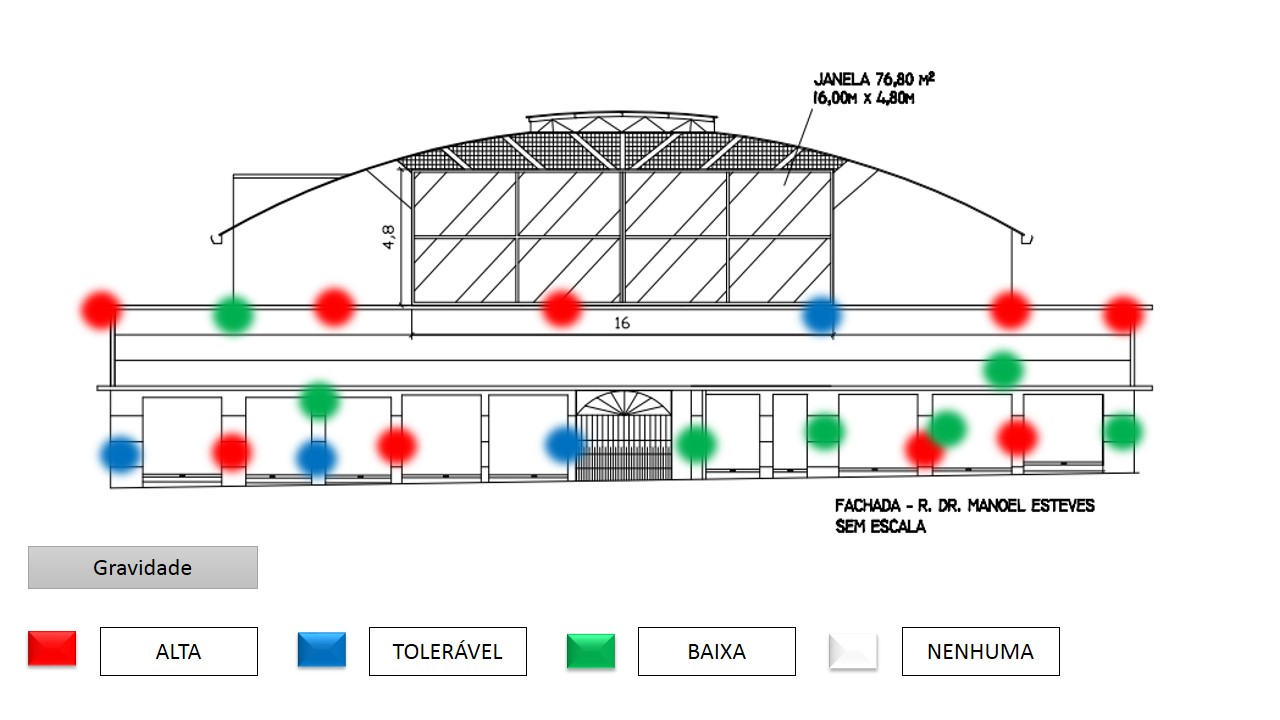 JANELA 76,80 M²
16,00M X 4,80M
4,8
16
FACHADA - R. DR. MANOEL ESTEVES
SEM ESCALA
Gravidade
ALTA
TOLERÁVEL
BAIXA
NENHUMA